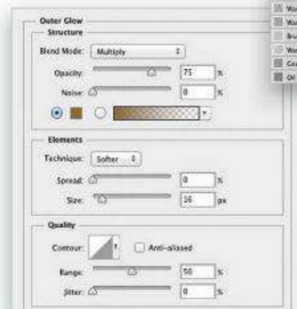 Outer Glow
Structure
Blend Mode: Multiply
Opacity: 75 %
Noise: 0 %
Elements
Technique: Softer
Spread: 0 %
Size: 16 px
Quality
Contour: Anti-aliased
Range: 50 %
Jitter: 0 %